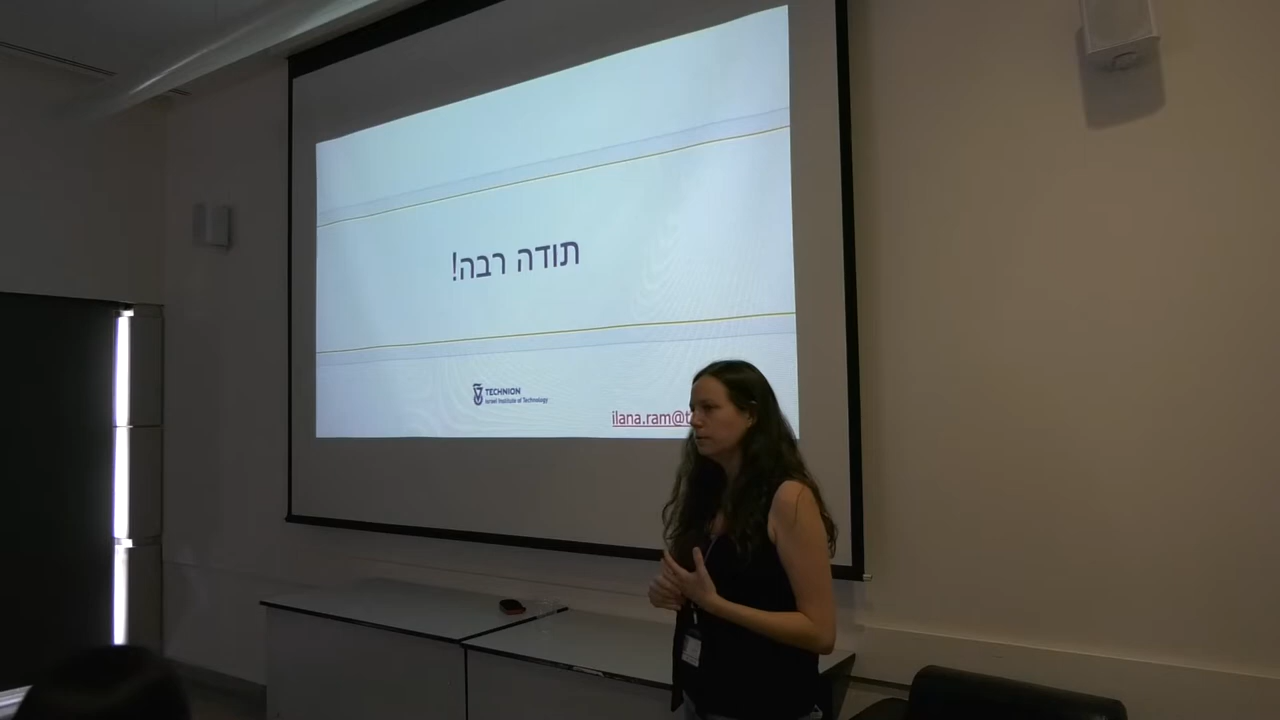 תודה רבה!
TECHNION
Israel Institute of Technology
ilana.ram@t